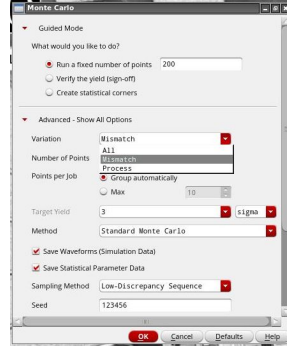 Monte Carlo
Guided Mode
What would you like to do?
Run a fixed number of points 200
Verify the yield (sign-off)
Create statistical corners
Advanced - Show All Options
Variation Mismatch
All
Mismatch
Process
Number of Points
Points per Job Group automatically
Max 10
Target Yield 3 sigma
Method Standard Monte Carlo
Save Waveforms (Simulation Data)
Save Statistical Parameter Data
Sampling Method Low-Discrepancy Sequence
Seed 123456
OK Cancel Defaults Help